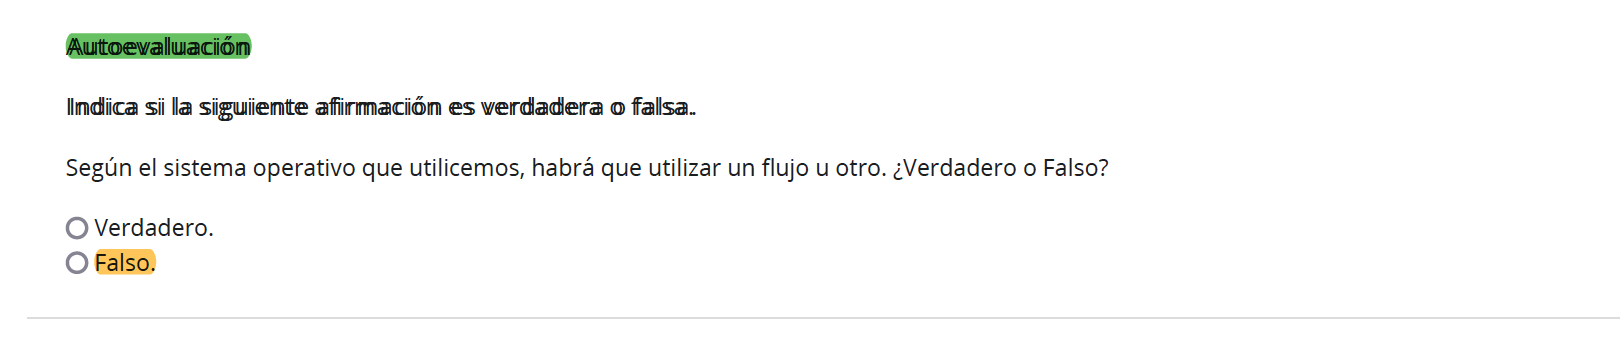 Autoevaluación
Indica si la siguiente afirmación es verdadera o falsa.
Según el sistema operativo que utilicemos, habrá que utilizar un flujo u otro. ¿Verdadero o Falso?
Verdadero.
Falso.